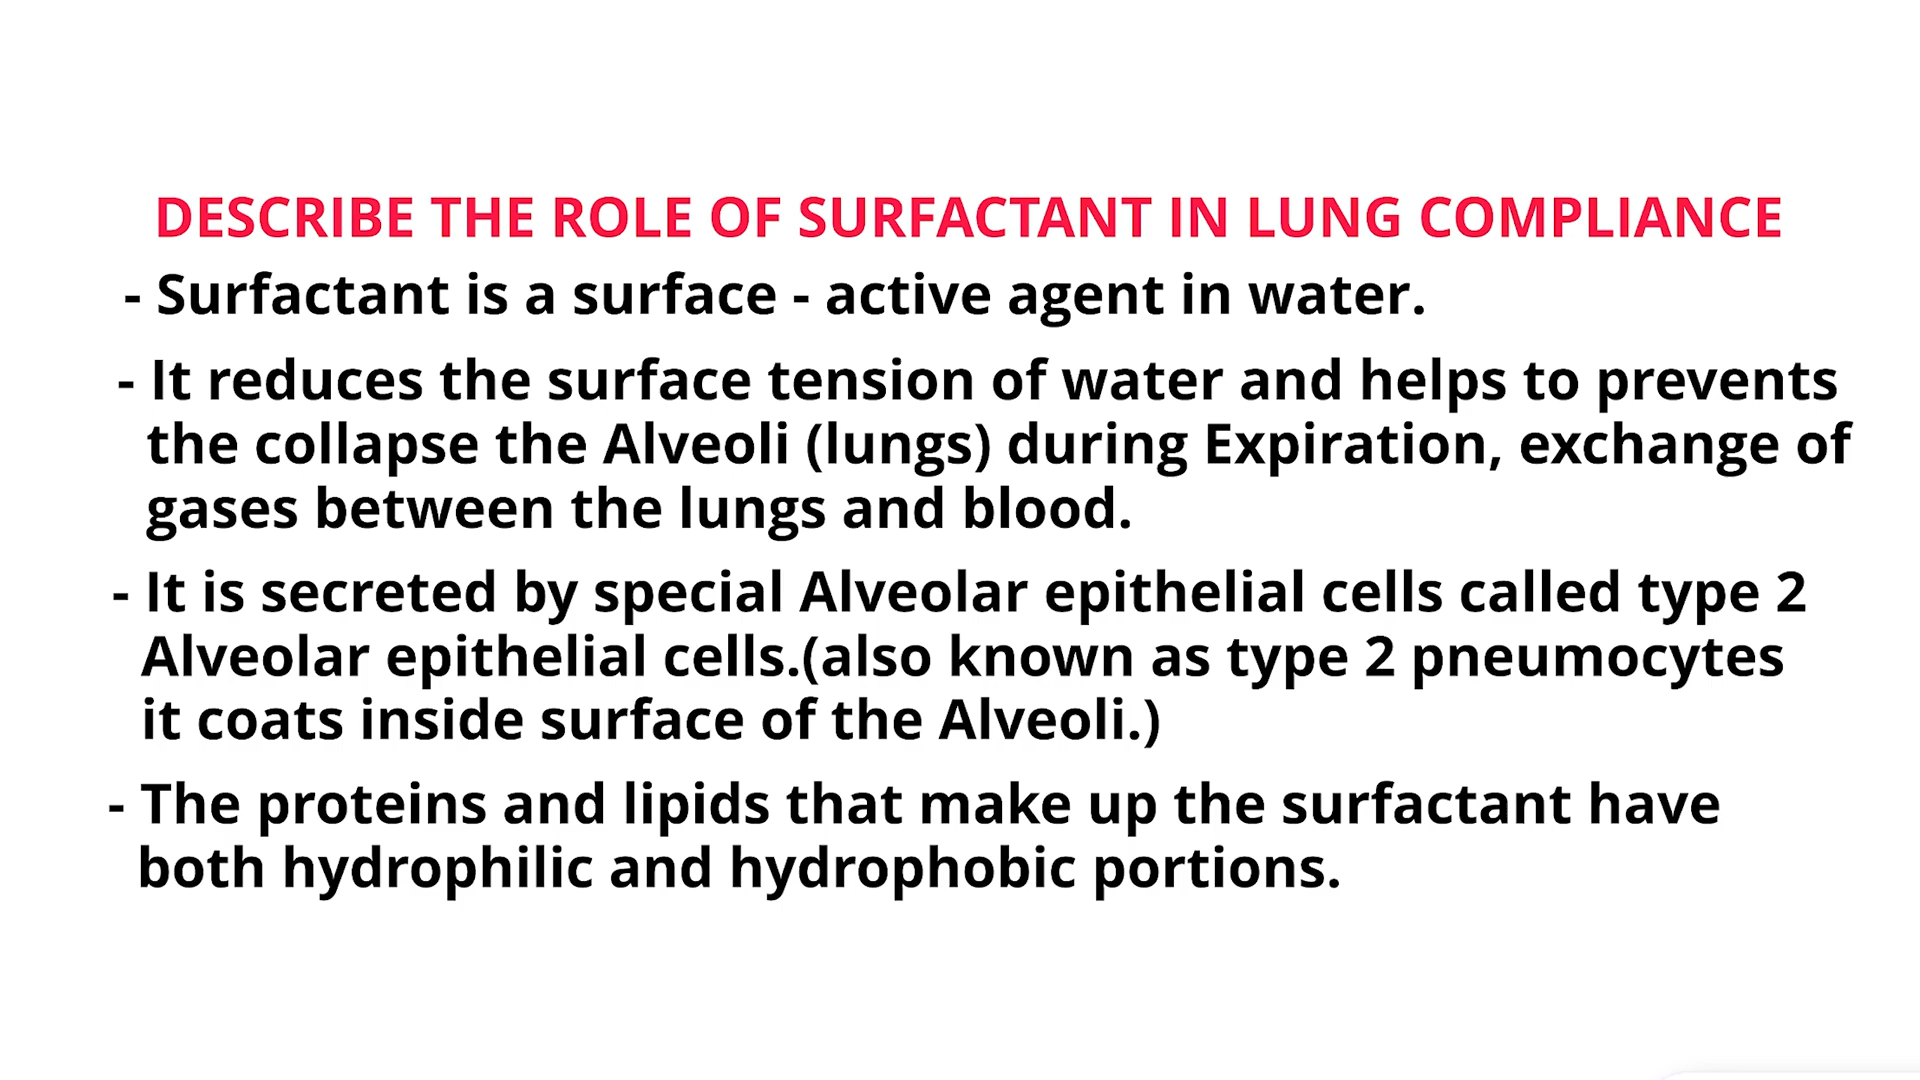 DESCRIBE THE ROLE OF SURFACTANT IN LUNG COMPLIANCE
- Surfactant is a surface - active agent in water.
- It reduces the surface tension of water and helps to prevents
the collapse the Alveoli (lungs) during Expiration, exchange of
gases between the lungs and blood.
- It is secreted by special Alveolar epithelial cells called type 2
Alveolar epithelial cells.(also known as type 2 pneumocytes
it coats inside surface of the Alveoli.)
- The proteins and lipids that make up the surfactant have
both hydrophilic and hydrophobic portions.